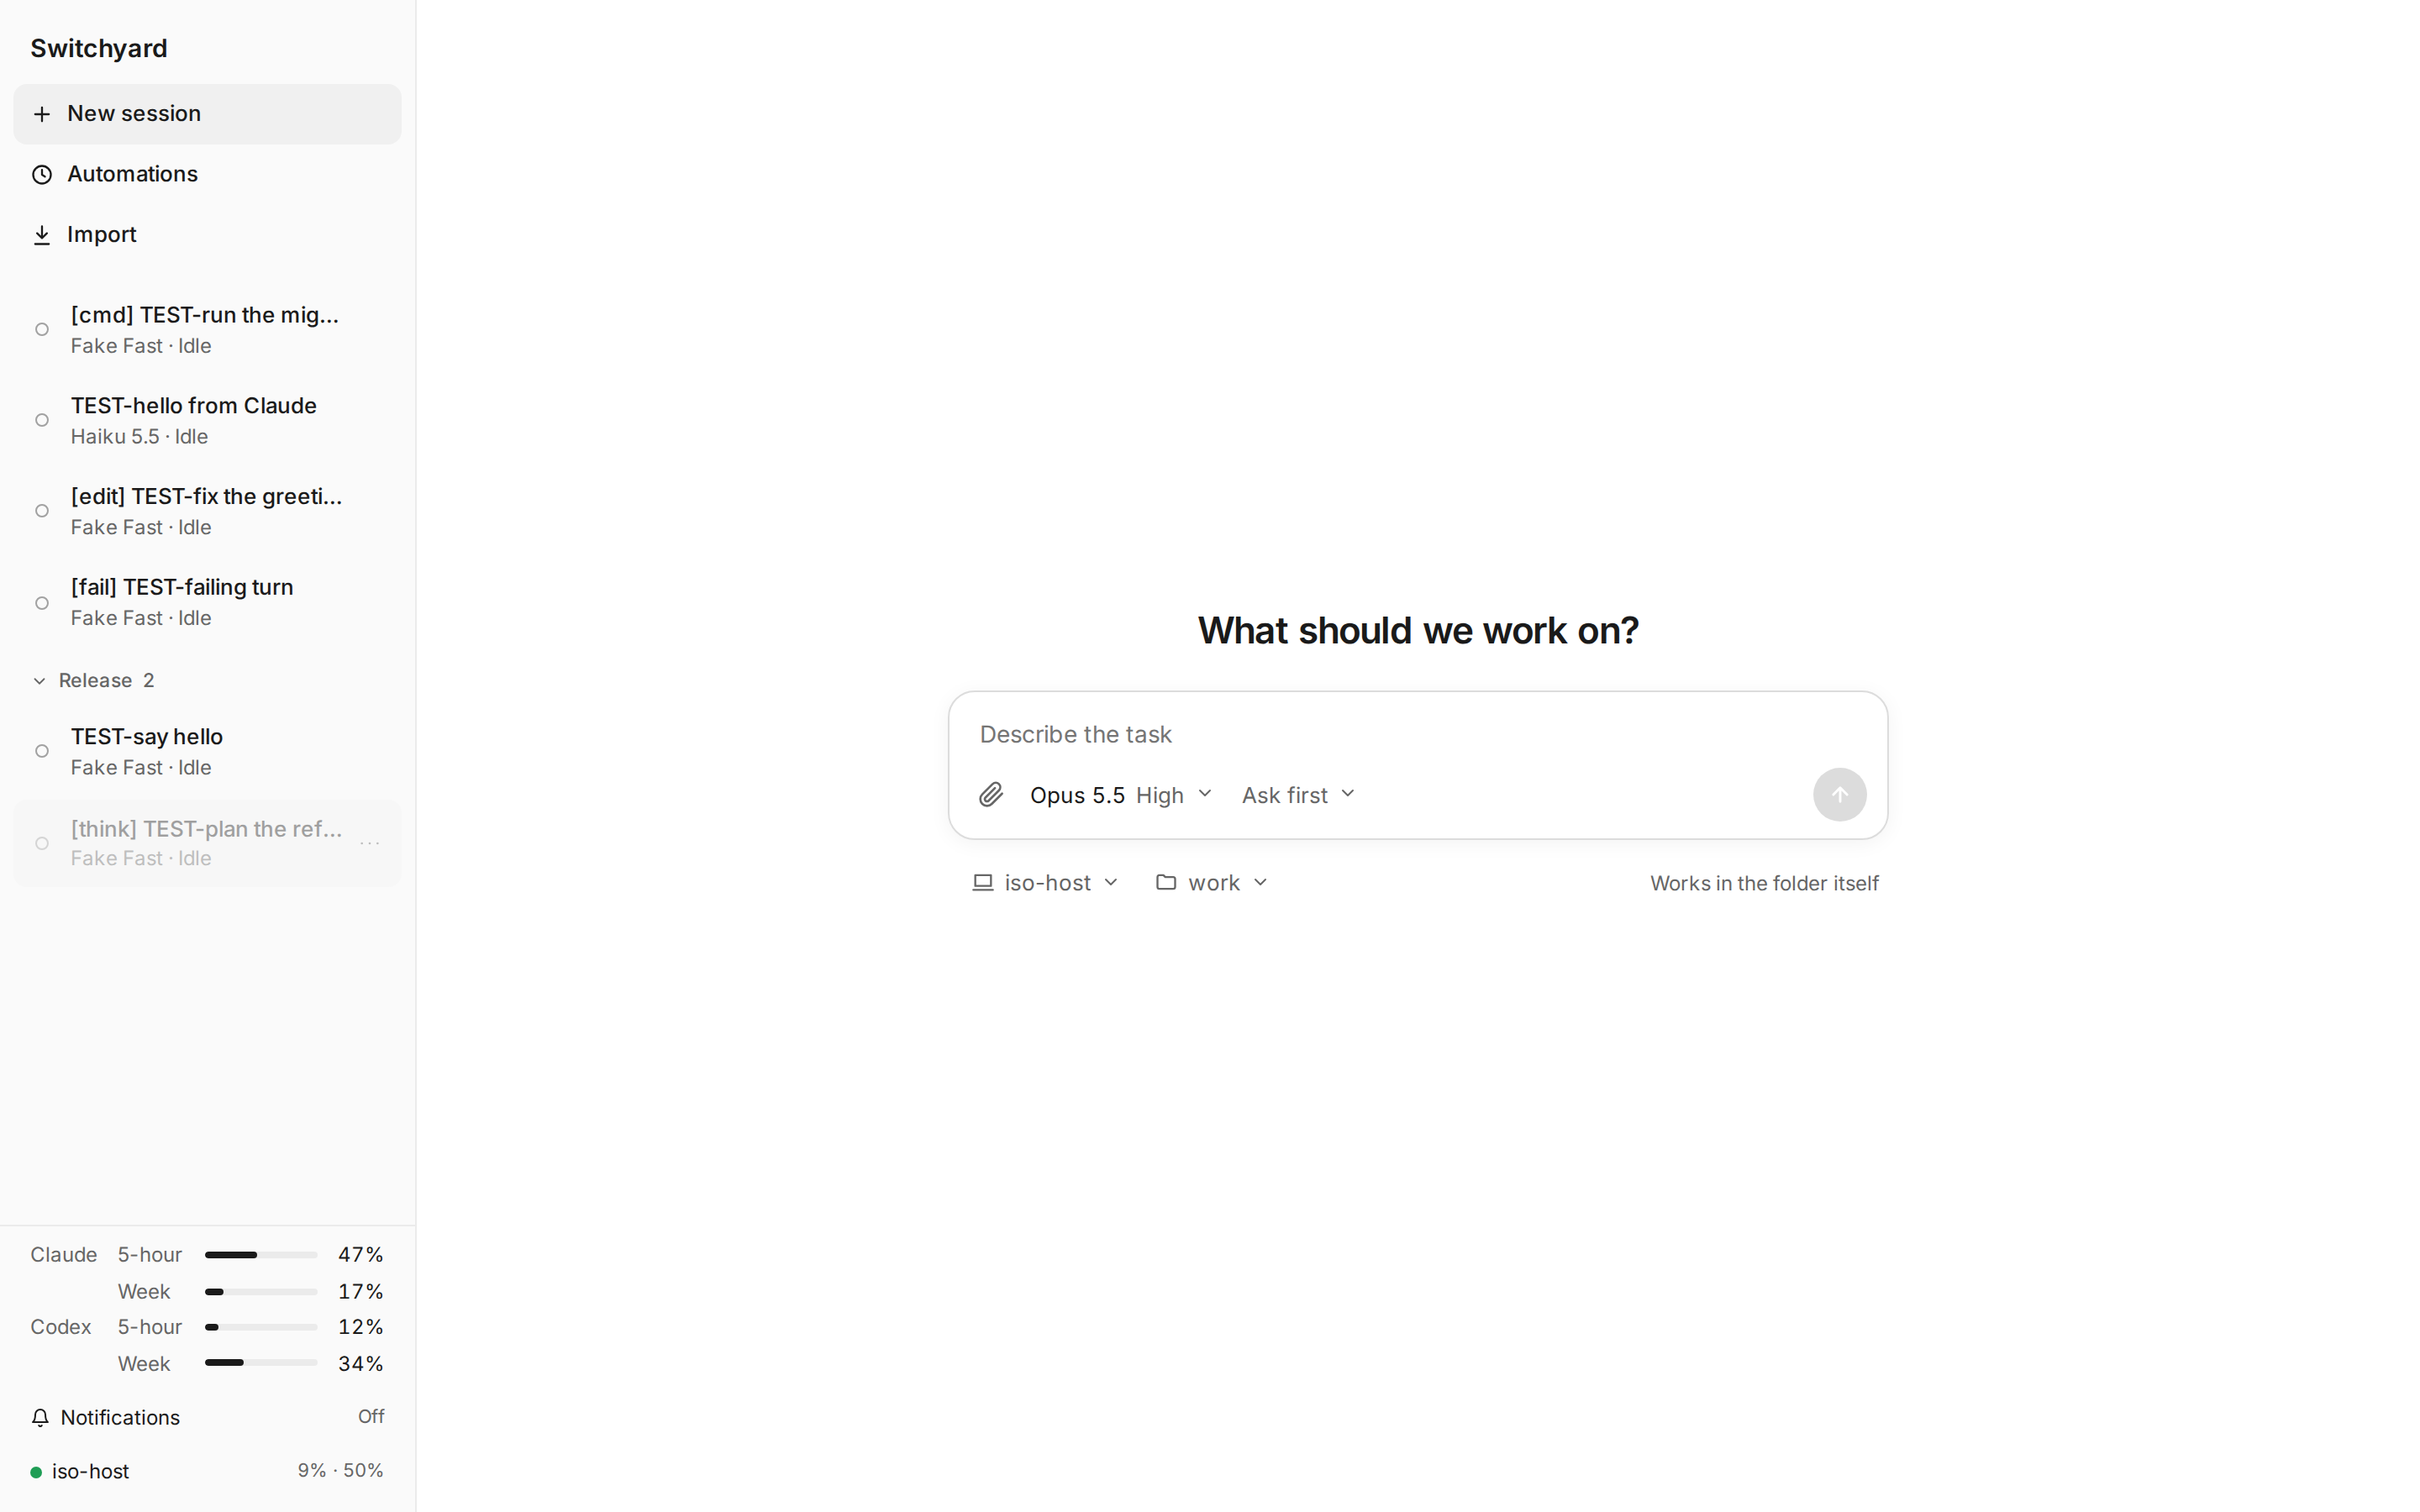 Switchyard
New session
Automations
Import
[cmd] TEST-run the mig...
Fake Fast · Idle
TEST-hello from Claude
Haiku 5.5 · Idle
[edit] TEST-fix the greeti...
Fake Fast · Idle
[fail] TEST-failing turn
Fake Fast · Idle
Release 2
TEST-say hello
Fake Fast · Idle
[think] TEST-plan the ref...
Fake Fast · Idle
Claude 5-hour 47%
Week 17%
Codex 5-hour 12%
Week 34%
Notifications Off
iso-host 9% · 50%
What should we work on?
Describe the task
Opus 5.5 High Ask first
iso-host work Works in the folder itself